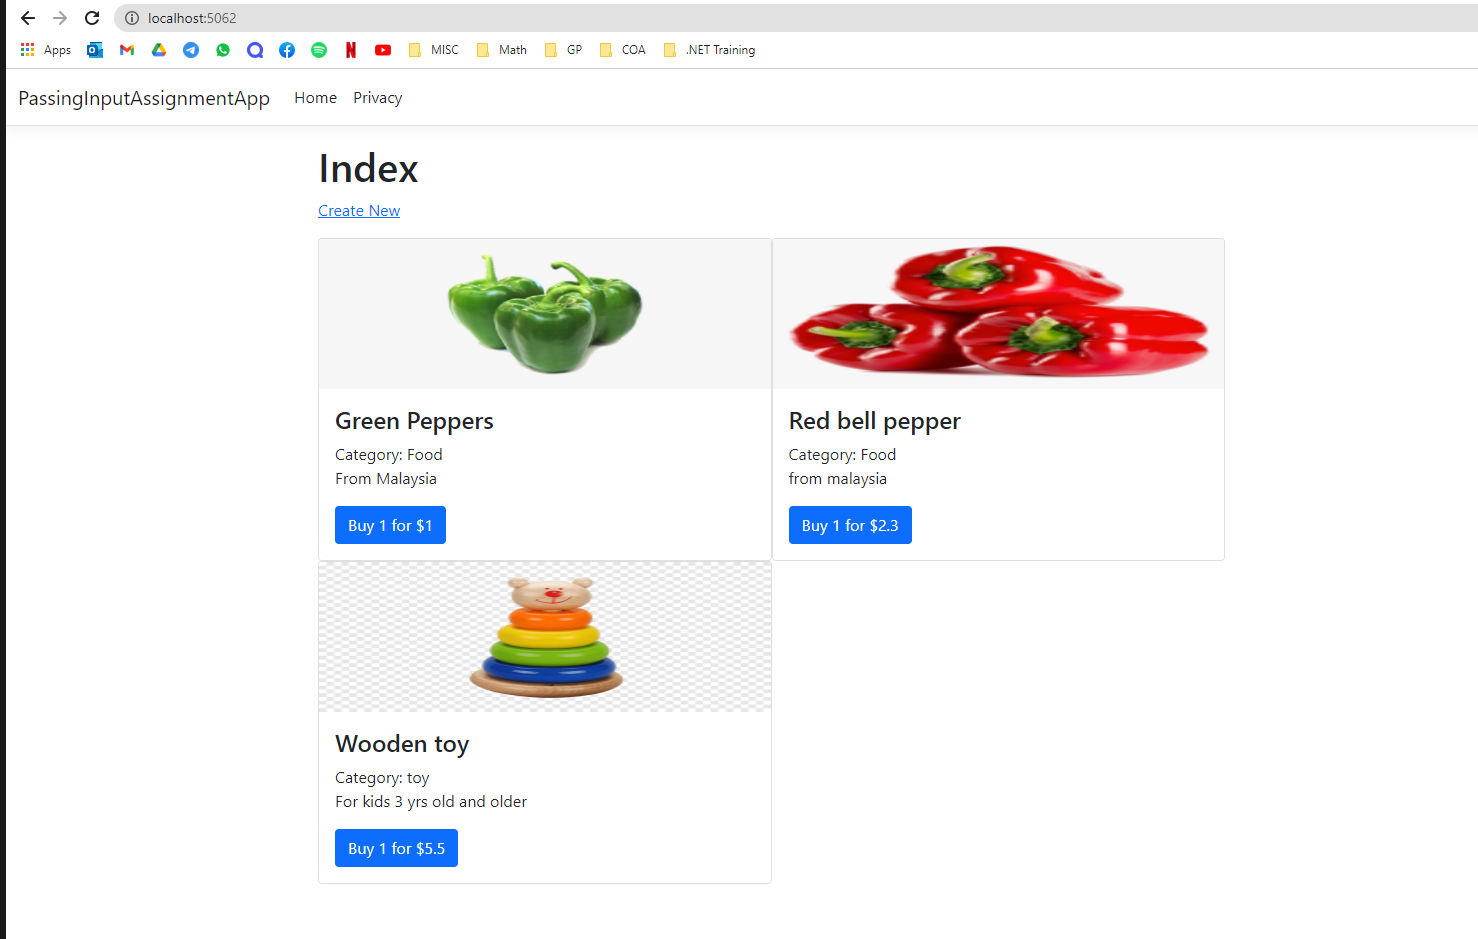 localhost:5062
Apps MISC Math GP COA .NET Training
PassingInputAssignmentApp Home Privacy
Index
Create New
Green Peppers
Category: Food
From Malaysia
Buy 1 for $1
Red bell pepper
Category: Food
from malaysia
Buy 1 for $2.3
Wooden toy
Category: toy
For kids 3 yrs old and older
Buy 1 for $5.5